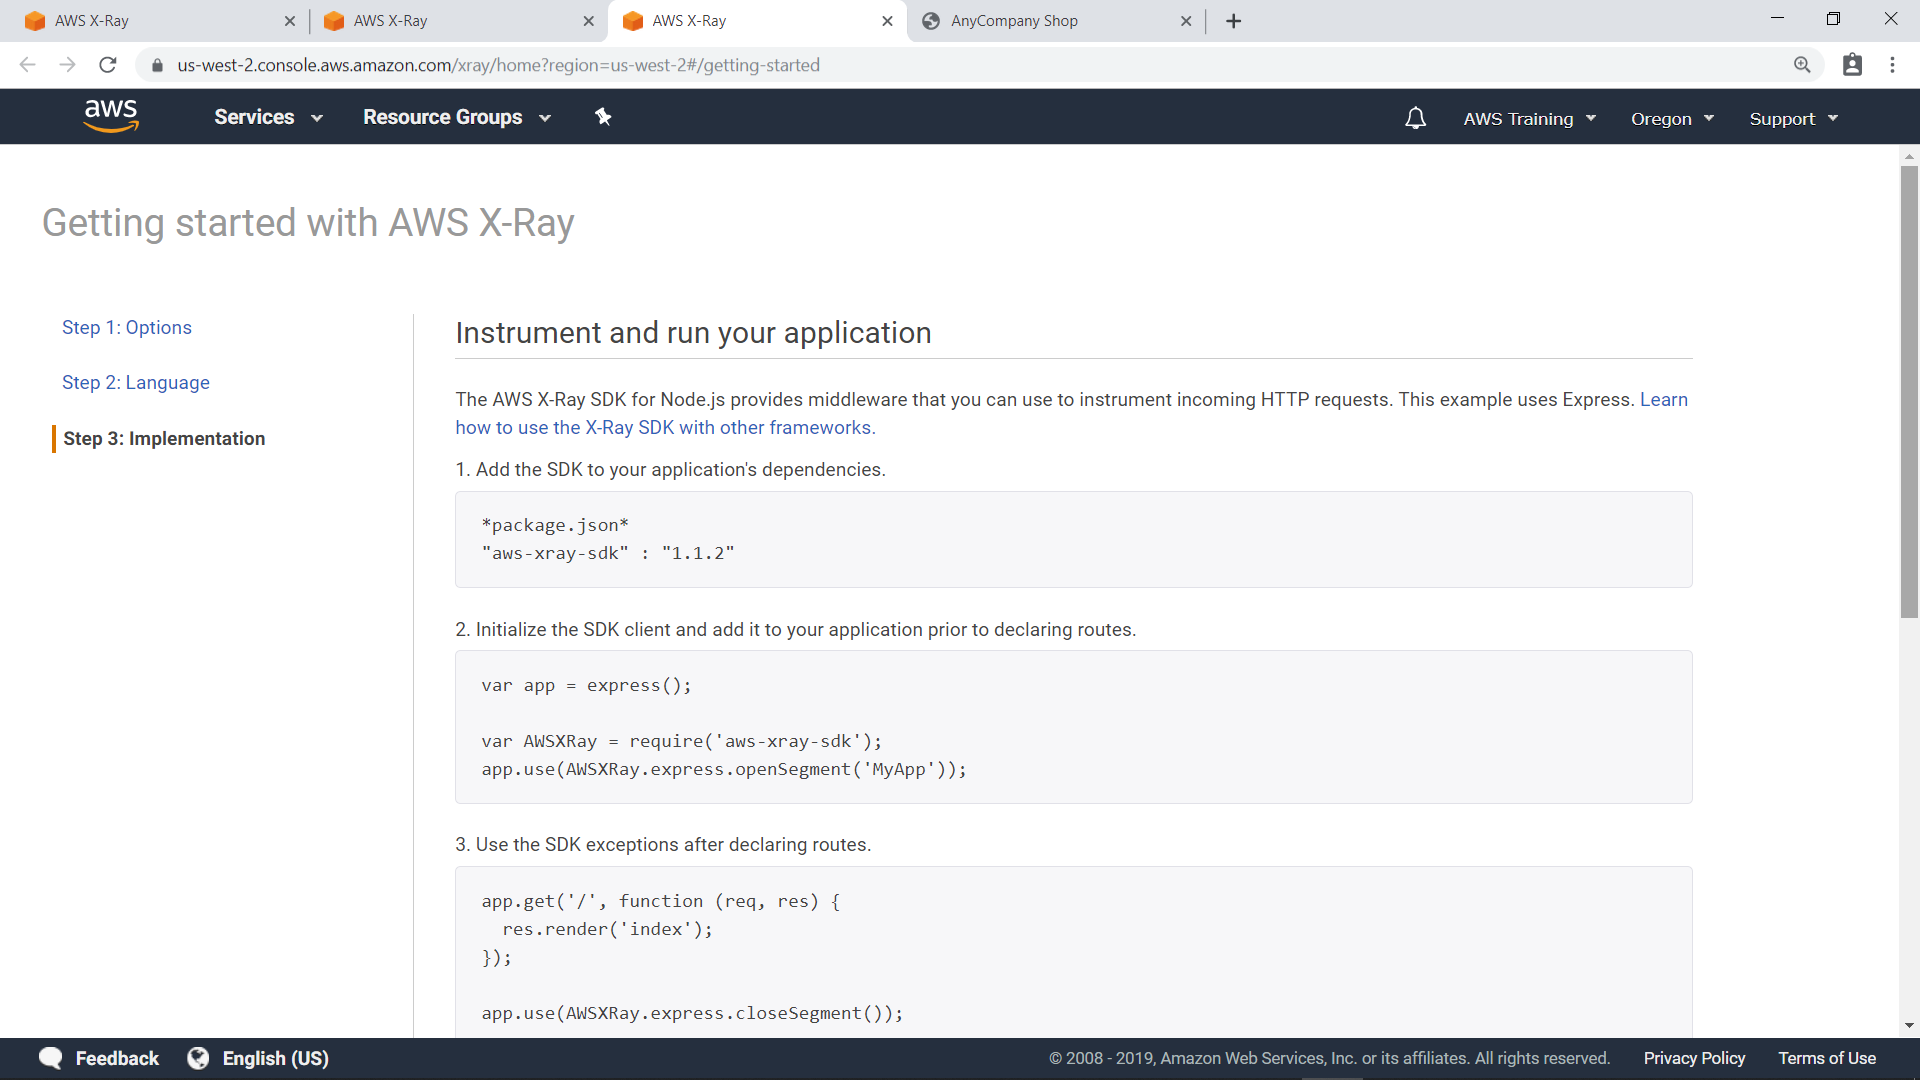 AWS X-Ray
AWS X-Ray
AWS X-Ray
AnyCompany Shop
us-west-2.console.aws.amazon.com/xray/home?region=us-west-2#/getting-started
aws
Services
Resource Groups
AWS Training
Oregon
Support
Getting started with AWS X-Ray
Step 1: Options
Step 2: Language
Step 3: Implementation
Instrument and run your application
The AWS X-Ray SDK for Node.js provides middleware that you can use to instrument incoming HTTP requests. This example uses Express. Learn
how to use the X-Ray SDK with other frameworks.
1. Add the SDK to your application's dependencies.
*package.json*
"aws-xray-sdk" : "1.1.2"
2. Initialize the SDK client and add it to your application prior to declaring routes.
var app = express();
var AWSXRay = require('aws-xray-sdk');
app.use(AWSXRay.express.openSegment('MyApp'));
3. Use the SDK exceptions after declaring routes.
app.get('/', function (req, res) {
  res.render('index');
});
app.use(AWSXRay.express.closeSegment());
Feedback
English (US)
© 2008 - 2019, Amazon Web Services, Inc. or its affiliates. All rights reserved.
Privacy Policy
Terms of Use